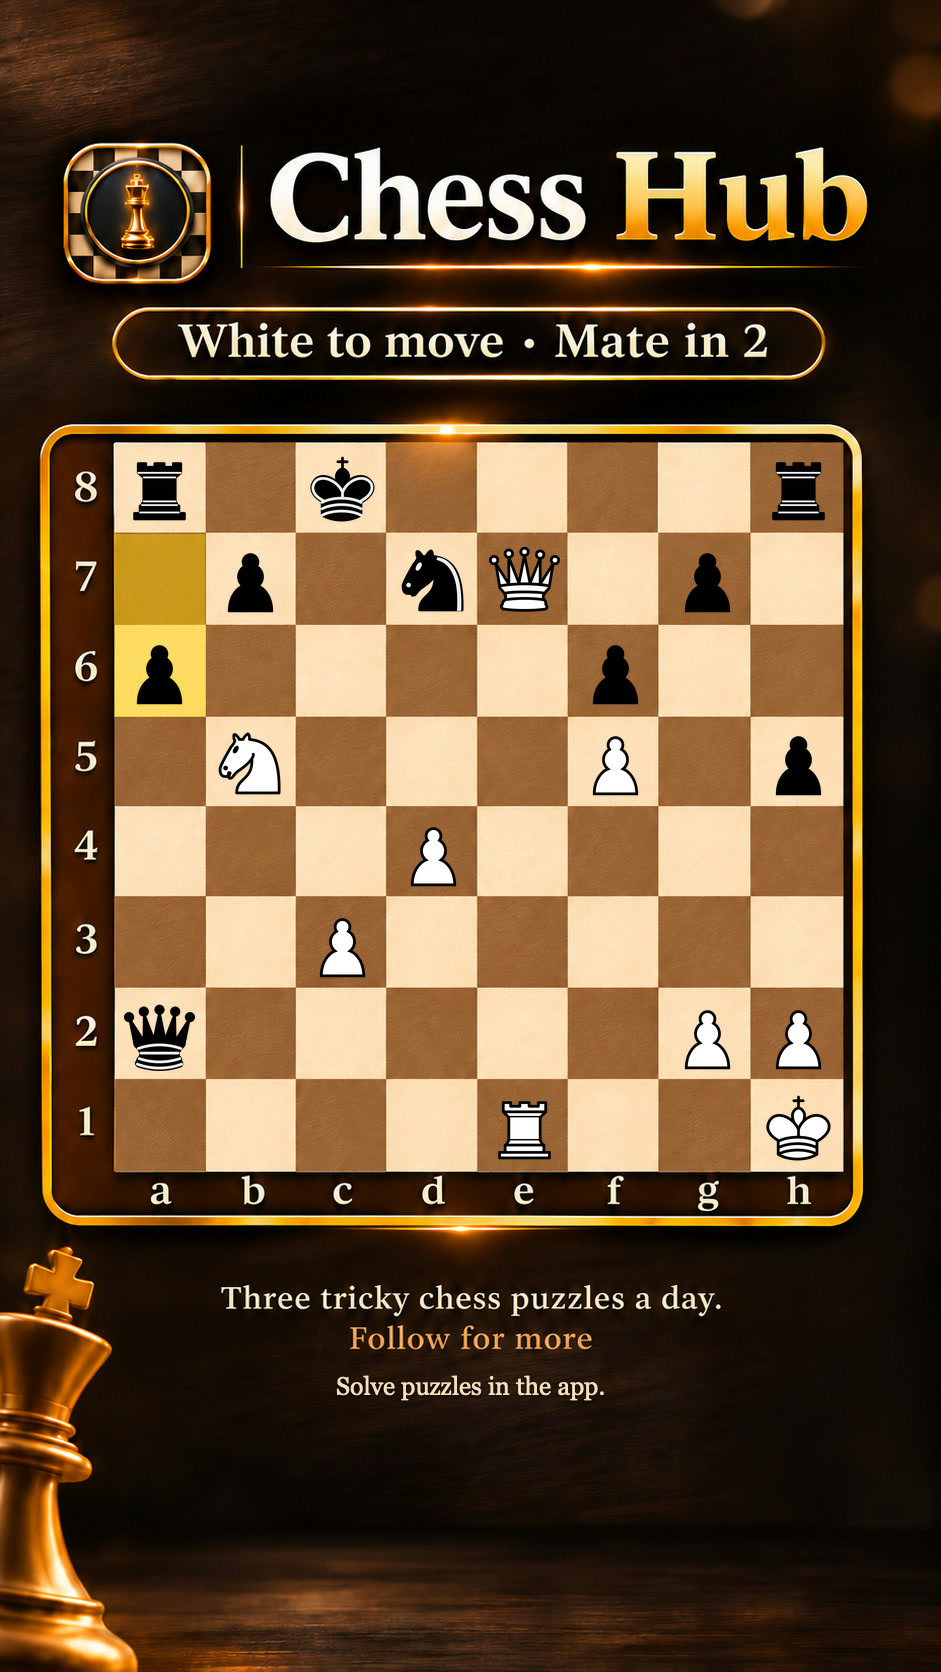 Chess Hub
White to move • Mate in 2
8
7
6
5
4
3
2
1
a b c d e f g h
Three tricky chess puzzles a day.
Follow for more
Solve puzzles in the app.